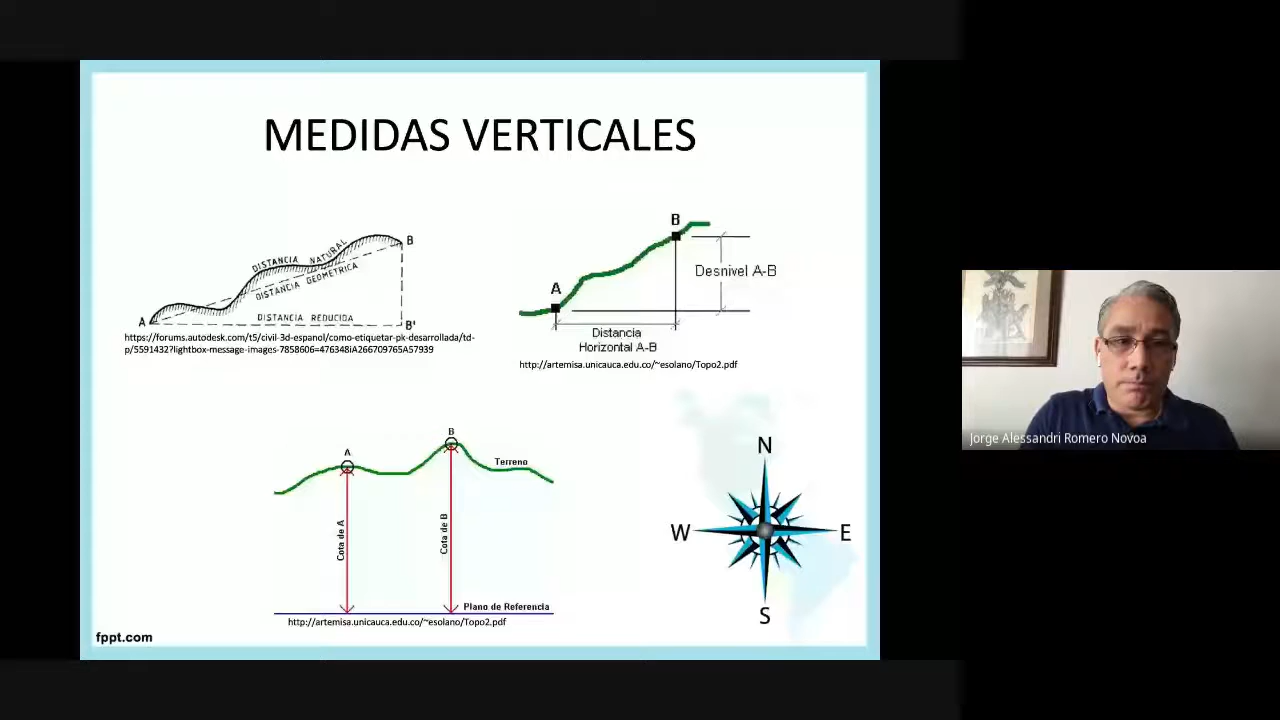 MEDIDAS VERTICALES
DISTANCIA NATURAL
DISTANCIA GEOMETRICA
DISTANCIA REDUCIDA
A
B
B'
https://forums.autodesk.com/t5/civil-3d-espanol/como-etiquetar-pk-desarrollada/td-
p/5591432?lightbox-message-images-7858606=476348iA266709765A57939
B
A
Desnivel A-B
Distancia
Horizontal A-B
http://artemisa.unicauca.edu.co/~esolano/Topo2.pdf
A
B
Terreno
Cota de A
Cota de B
Plano de Referencia
http://artemisa.unicauca.edu.co/~esolano/Topo2.pdf
N
W
E
S
fppt.com
Jorge Alessandri Romero Novoa